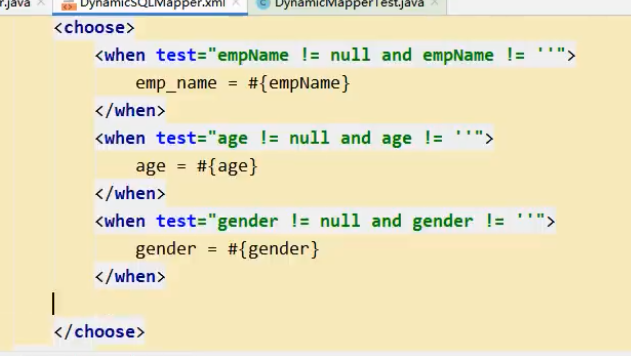 r.java DynamicSQLMapper.xml DynamicMapperTest.java
<choose>
<when test="empName != null and empName != ''">
emp_name = #{empName}
</when>
<when test="age != null and age != ''">
age = #{age}
</when>
<when test="gender != null and gender != ''">
gender = #{gender}
</when>
</choose>